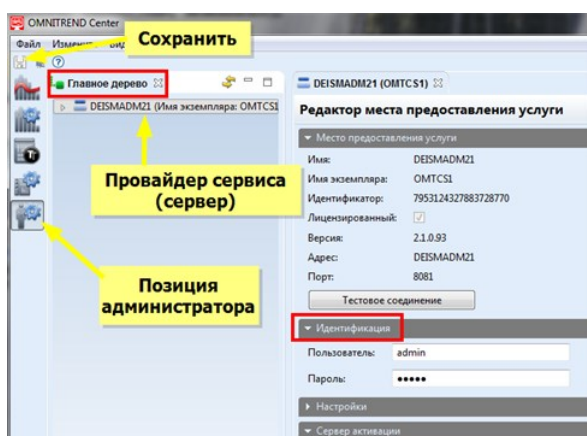 OMNITREND Center
Файл
Сохранить
Главное дерево
DEISMADM21 (Имя экземпляра: OMTCS1
Провайдер сервиса
(сервер)
Позиция
администратора
DEISMADM21 (OMTCS1)
Редактор места предоставления услуги
Место предоставления услуги
Имя: DEISMADM21
Имя экземпляра: OMTCS1
Идентификатор: 7953124327883728770
Лицензированный:
Версия: 2.1.0.93
Адрес: DEISMADM21
Порт: 8081
Тестовое соединение
Идентификация
Пользователь: admin
Пароль: •••••
Настройки
Сервер активации